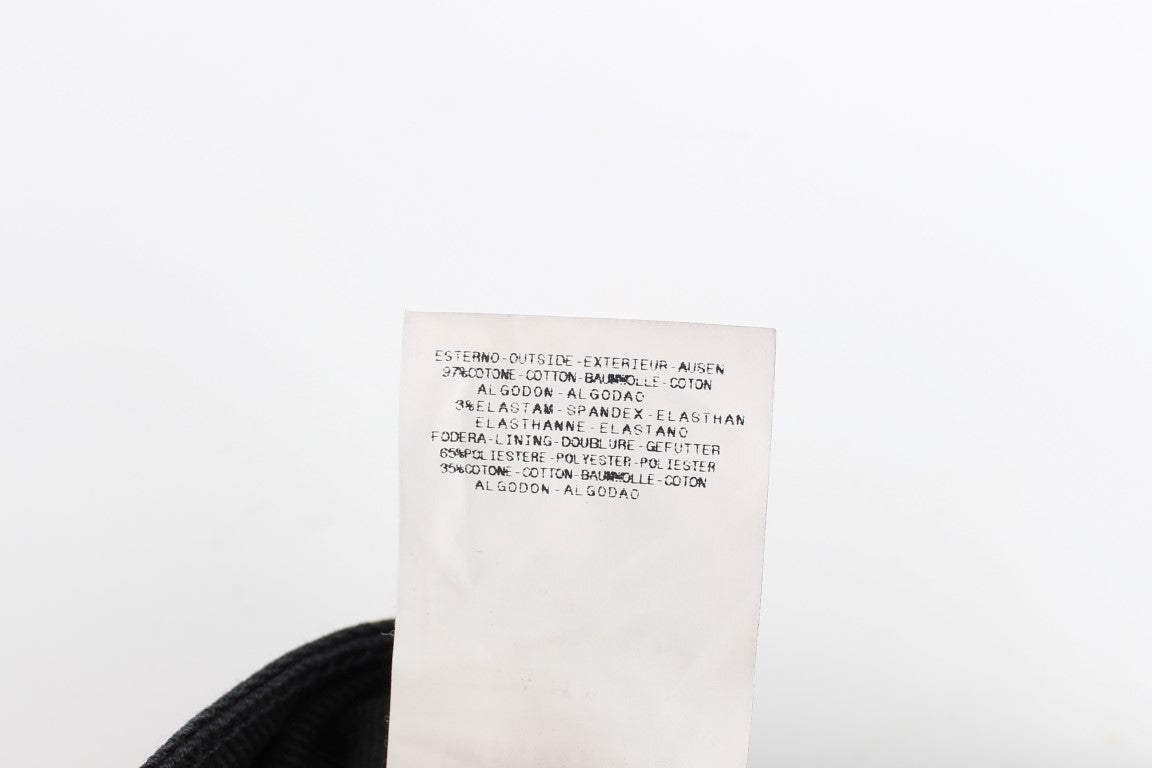 ESTERNO-OUTSIDE-EXTERIEUR-AUSEN
97%COTONE-COTTON-BAUMWOLLE-COTON
ALGODON-ALGODAO
3%ELASTAM-SPANDEX-ELASTHAN
ELASTHANNE-ELASTANO
FODERA-LINING-DOUBLURE-GEFUTTER
65%POLIESTERE-POLYESTER-POLIESTER
35%COTONE-COTTON-BAUMWOLLE-COTON
ALGODON-ALGODAO